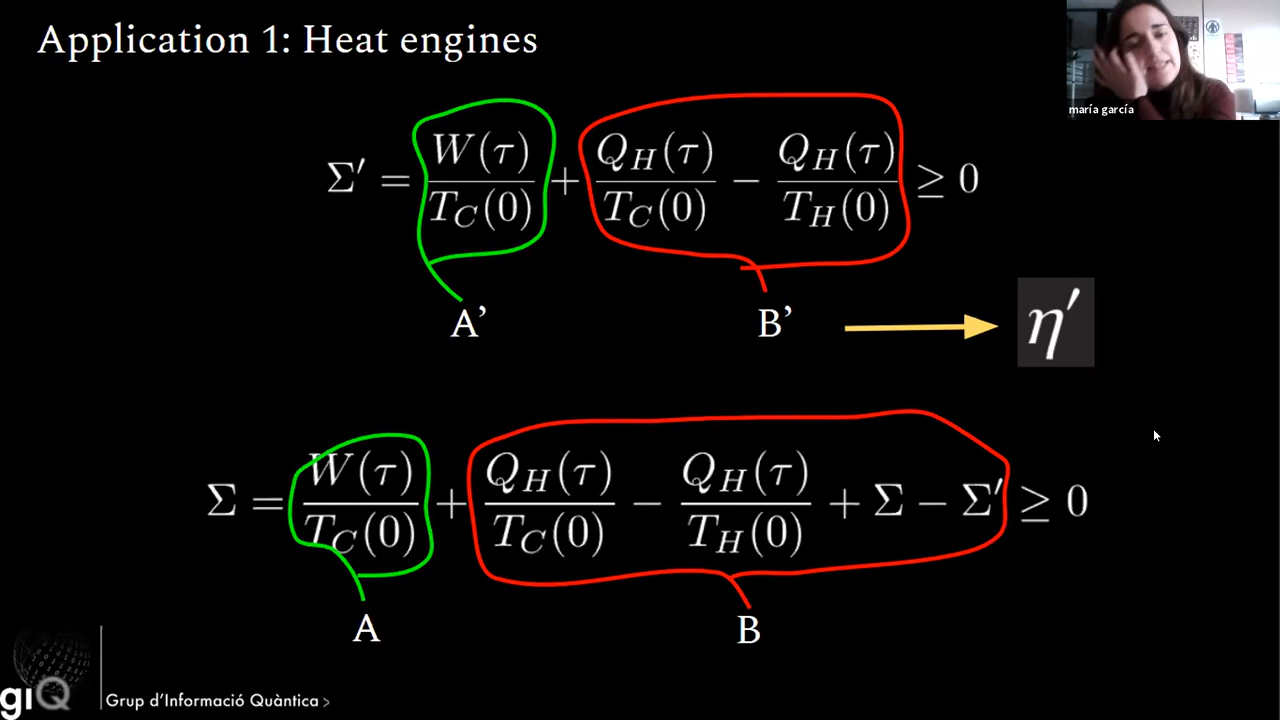 Application 1: Heat engines
maría garcía
Σ′ = W(τ)/T_C(0) + Q_H(τ)/T_C(0) − Q_H(τ)/T_H(0) ≥ 0
A’
B’
η′
Σ = W(τ)/T_C(0) + Q_H(τ)/T_C(0) − Q_H(τ)/T_H(0) + Σ − Σ′ ≥ 0
A
B
giQ
Grup d’Informació Quàntica >